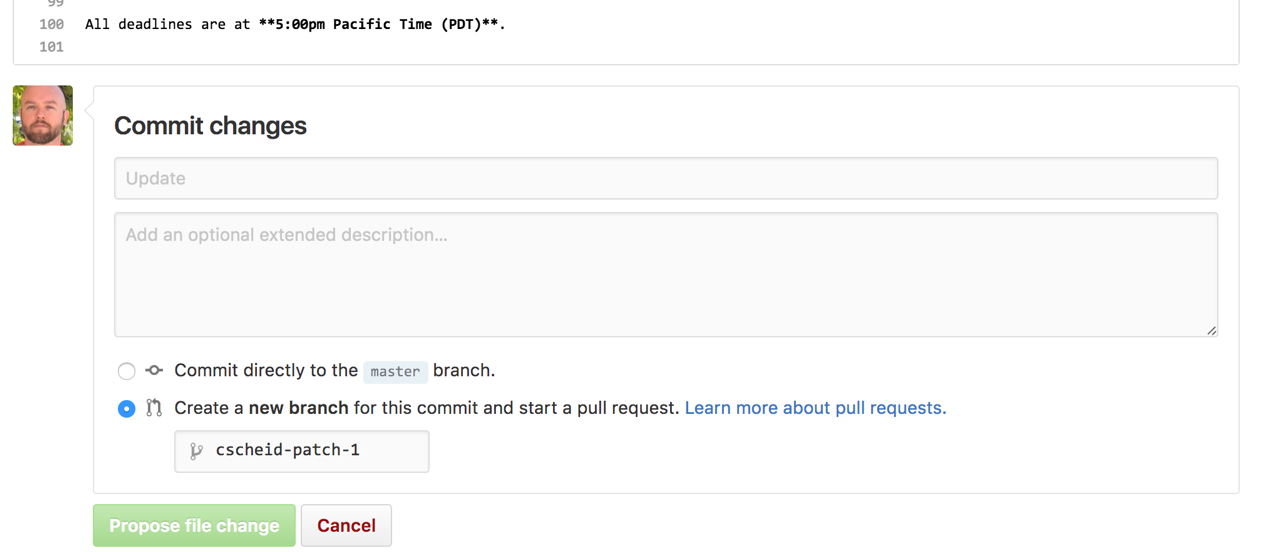 99
100 All deadlines are at **5:00pm Pacific Time (PDT)**.
101
Commit changes
Update
Add an optional extended description...
Commit directly to the master branch.
Create a new branch for this commit and start a pull request. Learn more about pull requests.
cscheid-patch-1
Propose file change Cancel